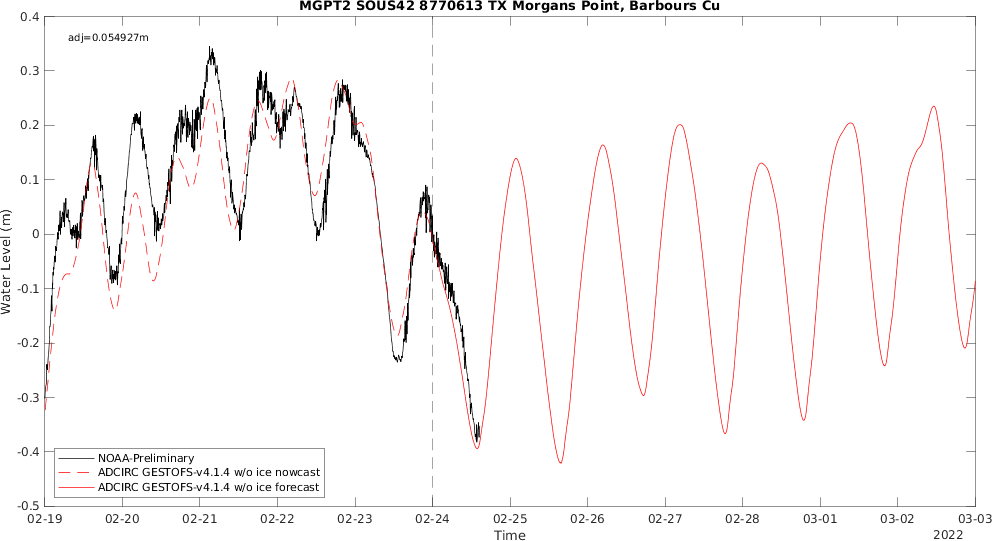 MGPT2 SOUS42 8770613 TX Morgans Point, Barbours Cu
adj=0.054927m
0.4
0.3
0.2
0.1
0
-0.1
-0.2
-0.3
-0.4
-0.5
Water Level (m)
NOAA-Preliminary
ADCIRC GESTOFS-v4.1.4 w/o ice nowcast
ADCIRC GESTOFS-v4.1.4 w/o ice forecast
02-19 02-20 02-21 02-22 02-23 02-24 02-25 02-26 02-27 02-28 03-01 03-02 03-03
Time
2022